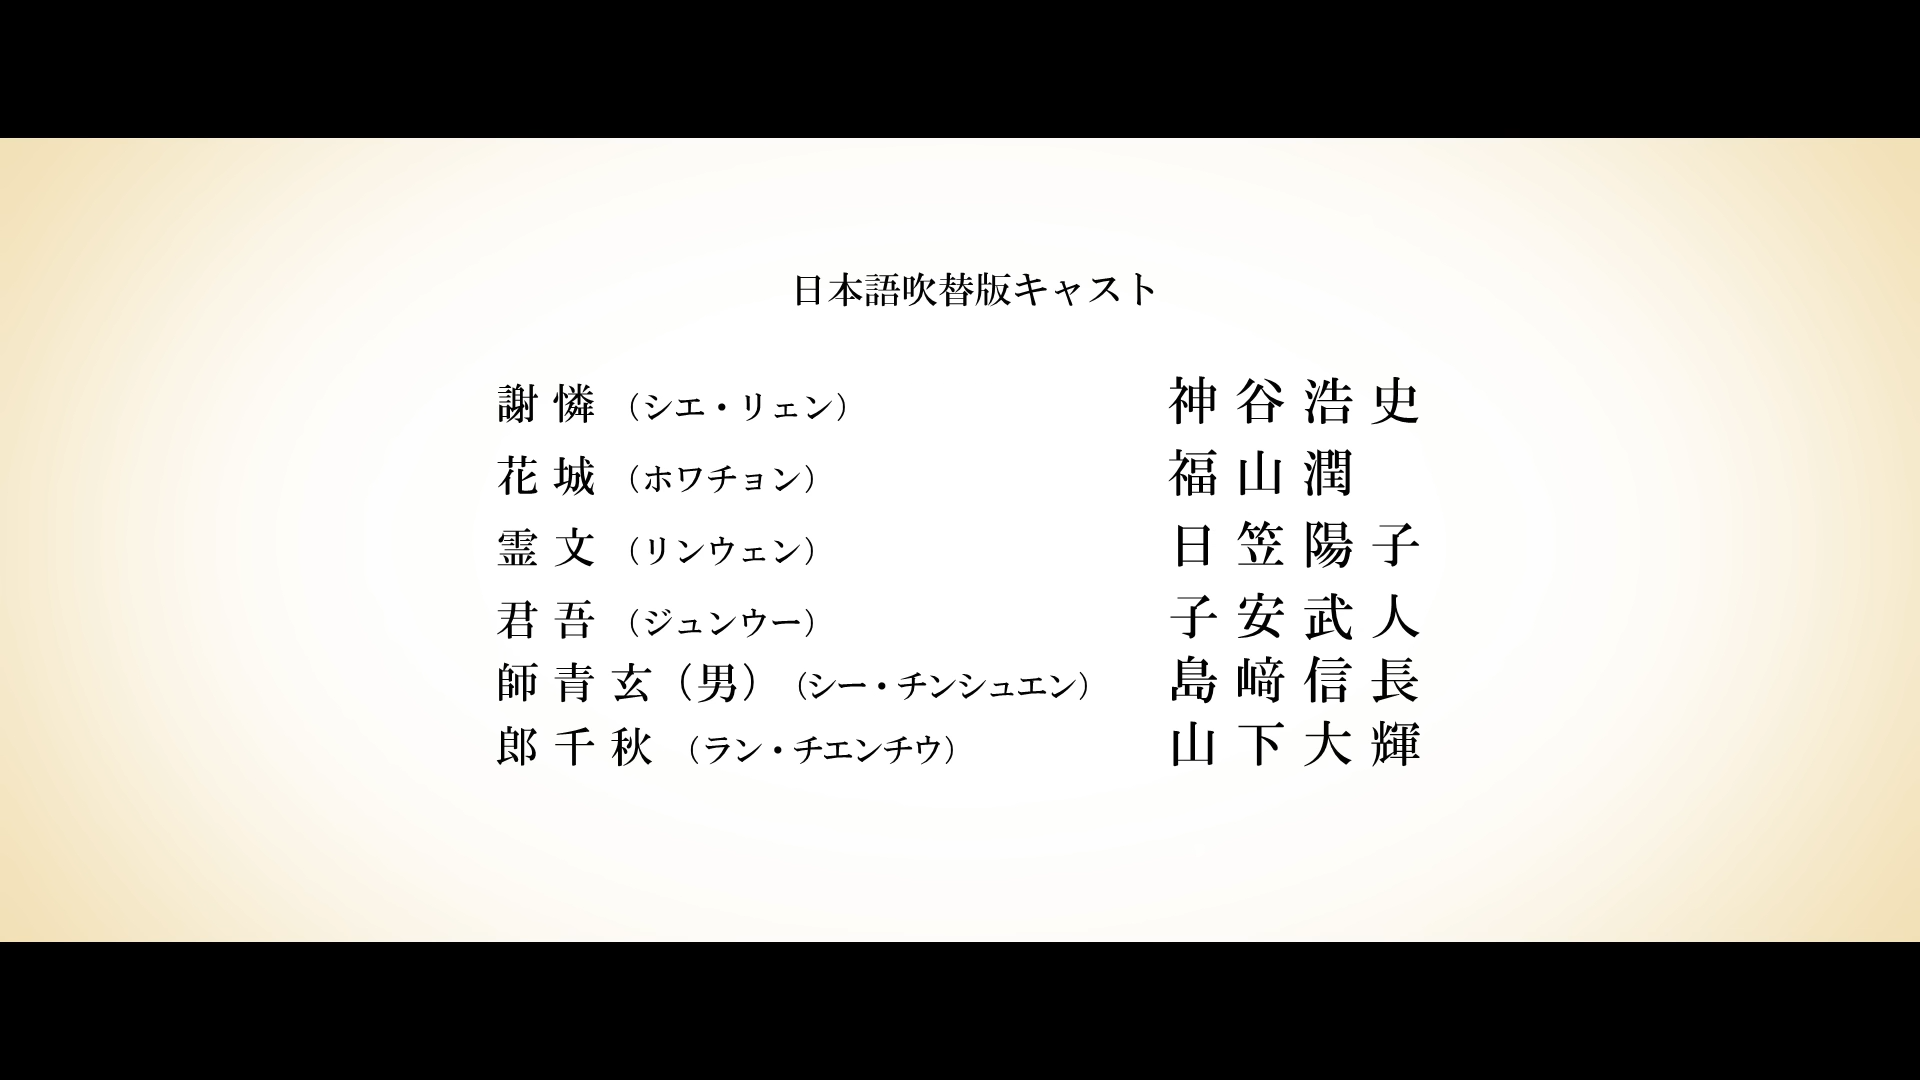 日本語吹替版キャスト
謝憐（シエ・リェン） 神谷浩史
花城（ホワチョン） 福山潤
霊文（リンウェン） 日笠陽子
君吾（ジュンウー） 子安武人
師青玄（男）（シー・チンシュエン） 島﨑信長
郎千秋（ラン・チエンチウ） 山下大輝